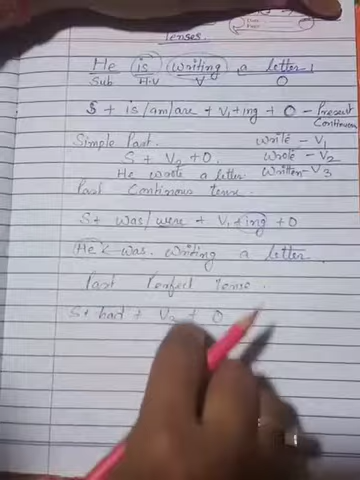 Tenses
He is writing a letter.
Sub H.V V O
S + is/am/are + V1+ing + O – Present Continuous
Simple Past. write – V1
S + V2 + O. wrote – V2
He wrote a letter. written – V3
Past Continous tense.
S + was/were + V1+ing + O
He was writing a letter.
Past Perfect Tense.
S + had + V3 + O